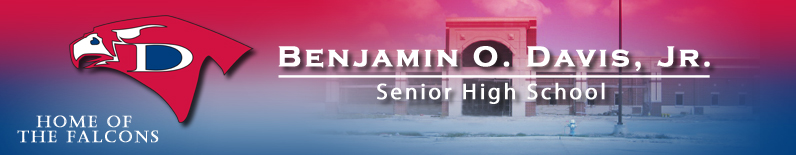 D
BENJAMIN O. DAVIS, JR.
Senior High School
HOME OF
THE FALCONS